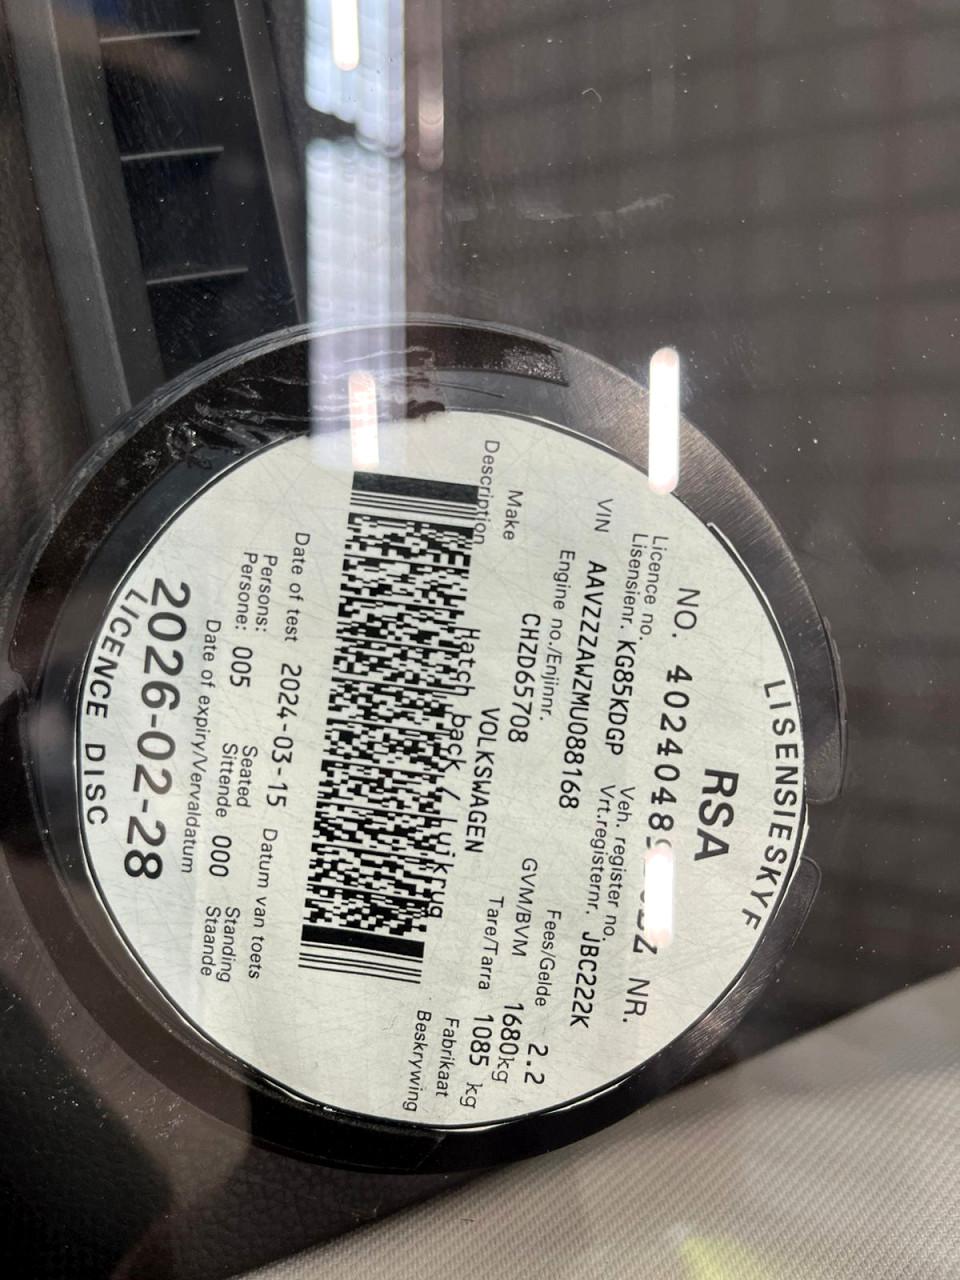 LISENSIESKYF
RSA
NO. 40240485 NR.
Licence no.
Lisensienr. KG85KDGP
Veh. register no.
Vrt.registernr. JBC222K
VIN AAVZZZAWZMU088168
Engine no./Enjinnr.
CHZD65708
Fees/Gelde 2.2
GVM/BVM 1680kg
Tare/Tarra 1085 kg
Make VOLKSWAGEN Fabrikaat
Description Hatch back / Luikrug Beskrywing
Date of test 2024-03-15 Datum van toets
Persons:
Persone: 005
Seated
Sittende 000
Standing
Staande
Date of expiry/Vervaldatum
2026-02-28
LICENCE DISC